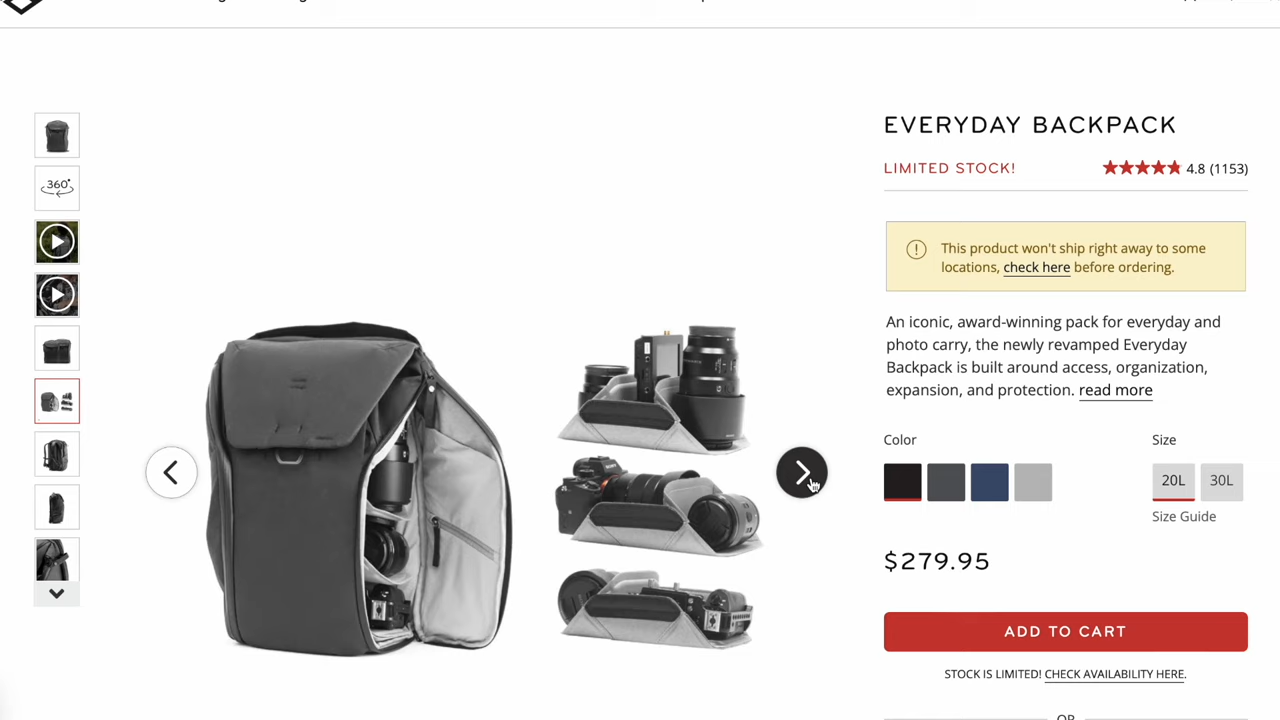 EVERYDAY BACKPACK
LIMITED STOCK!
4.8 (1153)
360°
This product won't ship right away to some
locations, check here before ordering.
An iconic, award-winning pack for everyday and
photo carry, the newly revamped Everyday
Backpack is built around access, organization,
expansion, and protection. read more
Color
Size
20L
30L
Size Guide
$279.95
ADD TO CART
STOCK IS LIMITED! CHECK AVAILABILITY HERE.
OR